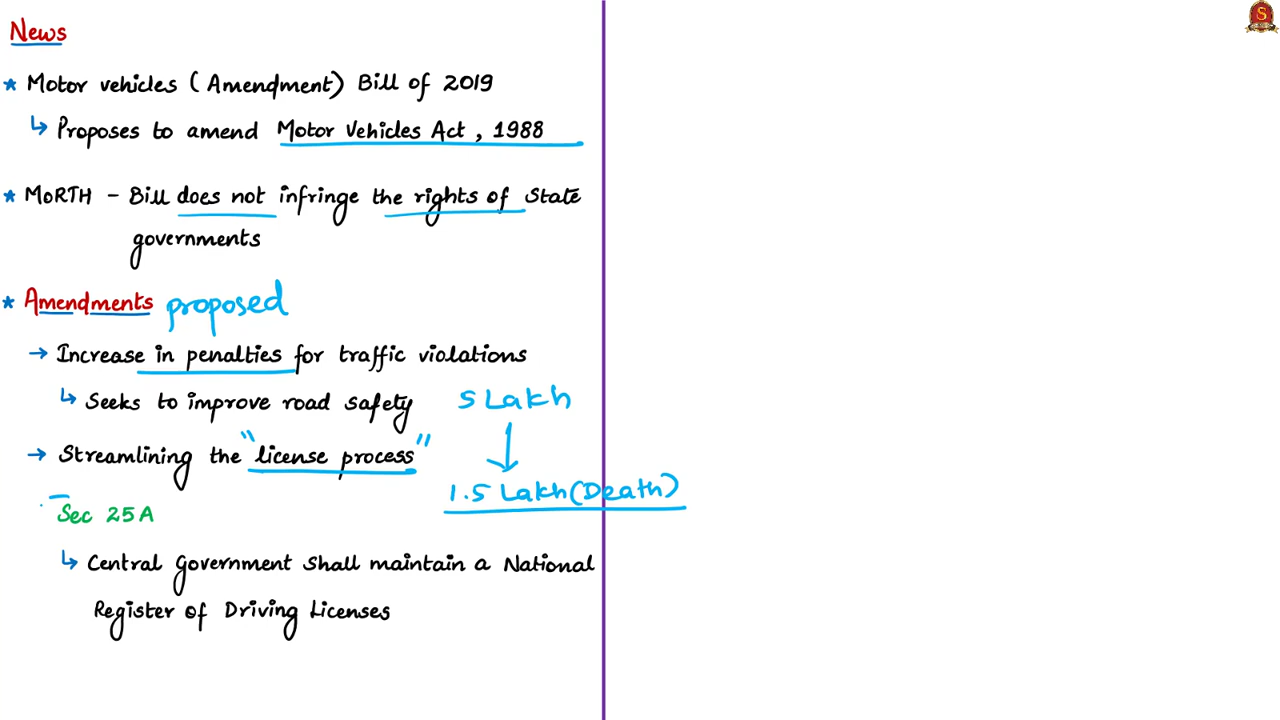 News
* Motor vehicles (Amendment) Bill of 2019
↳ Proposes to amend Motor Vehicles Act, 1988
* MoRTH - Bill does not infringe the rights of State
governments
* Amendments proposed
→ Increase in penalties for traffic violations
↳ Seeks to improve road safety
5 Lakh
→ Streamlining the "license process"
1.5 Lakh (Death)
Sec 25A
↳ Central Government shall maintain a National
Register of Driving Licenses
S